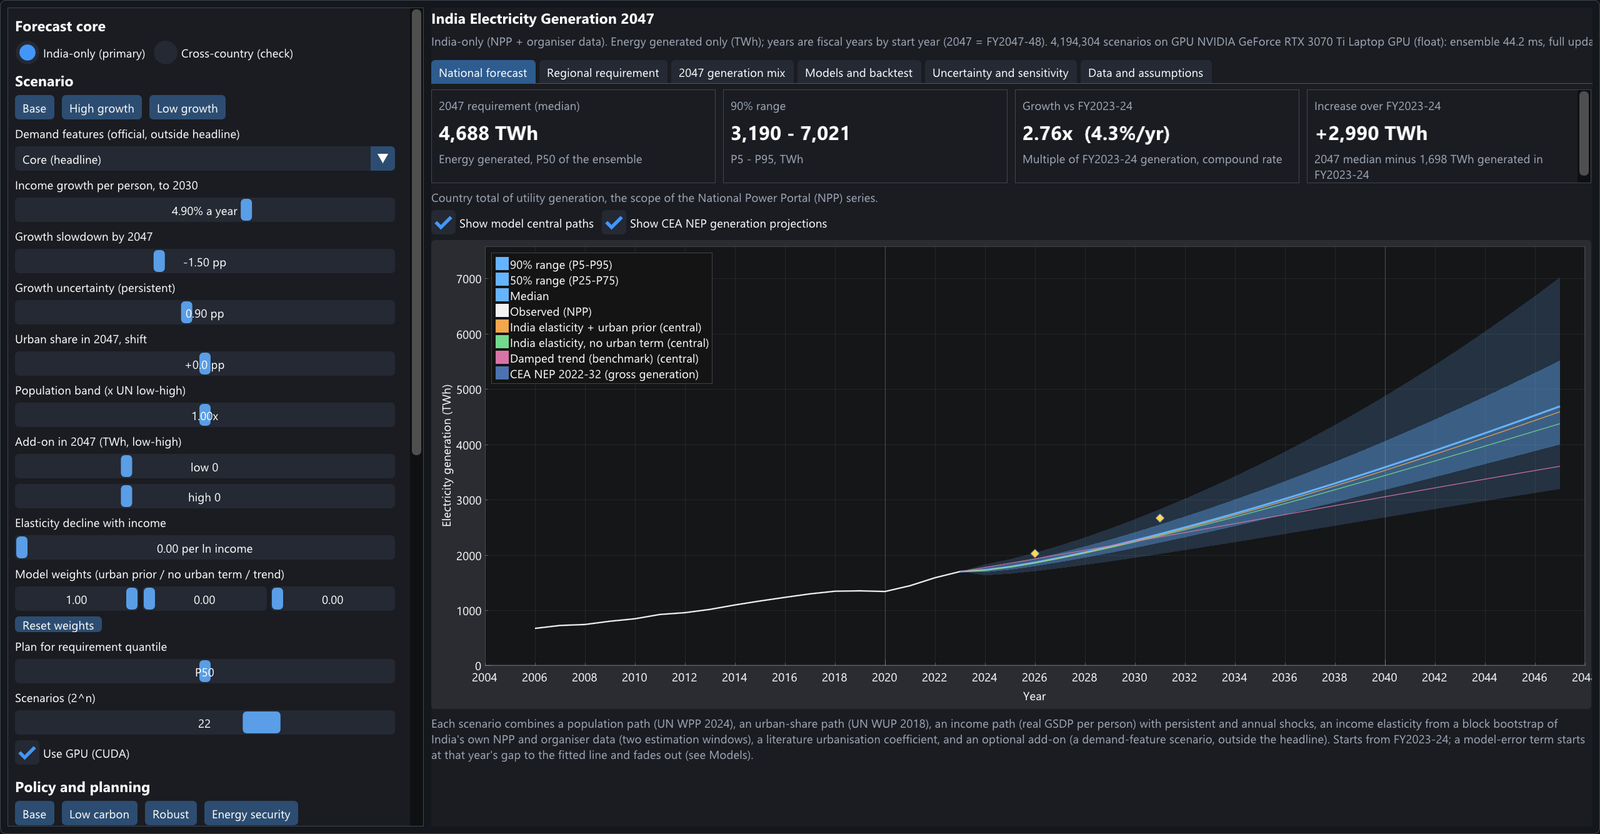 Forecast core
India-only (primary)
Cross-country (check)
Scenario
Base
High growth
Low growth
Demand features (official, outside headline)
Core (headline)
Income growth per person, to 2030
4.90% a year
Growth slowdown by 2047
-1.50 pp
Growth uncertainty (persistent)
0.90 pp
Urban share in 2047, shift
+0.0 pp
Population band (x UN low-high)
1.00x
Add-on in 2047 (TWh, low-high)
low 0
high 0
Elasticity decline with income
0.00 per ln income
Model weights (urban prior / no urban term / trend)
1.00
0.00
0.00
Reset weights
Plan for requirement quantile
P50
Scenarios (2^n)
22
Use GPU (CUDA)
Policy and planning
Base
Low carbon
Robust
Energy security
India Electricity Generation 2047
India-only (NPP + organiser data). Energy generated only (TWh); years are fiscal years by start year (2047 = FY2047-48). 4,194,304 scenarios on GPU NVIDIA GeForce RTX 3070 Ti Laptop GPU (float): ensemble 44.2 ms, full upda
National forecast
Regional requirement
2047 generation mix
Models and backtest
Uncertainty and sensitivity
Data and assumptions
2047 requirement (median)
4,688 TWh
Energy generated, P50 of the ensemble
90% range
3,190 - 7,021
P5 - P95, TWh
Growth vs FY2023-24
2.76x (4.3%/yr)
Multiple of FY2023-24 generation, compound rate
Increase over FY2023-24
+2,990 TWh
2047 median minus 1,698 TWh generated in
FY2023-24
Country total of utility generation, the scope of the National Power Portal (NPP) series.
Show model central paths
Show CEA NEP generation projections
90% range (P5-P95)
50% range (P25-P75)
Median
Observed (NPP)
India elasticity + urban prior (central)
India elasticity, no urban term (central)
Damped trend (benchmark) (central)
CEA NEP 2022-32 (gross generation)
Electricity generation (TWh)
7000
6000
5000
4000
3000
2000
1000
0
2004 2006 2008 2010 2012 2014 2016 2018 2020 2022 2024 2026 2028 2030 2032 2034 2036 2038 2040 2042 2044 2046 204
Year
Each scenario combines a population path (UN WPP 2024), an urban-share path (UN WUP 2018), an income path (real GSDP per person) with persistent and annual shocks, an income elasticity from a block bootstrap of
India's own NPP and organiser data (two estimation windows), a literature urbanisation coefficient, and an optional add-on (a demand-feature scenario, outside the headline). Starts from FY2023-24; a model-error term starts
at that year's gap to the fitted line and fades out (see Models).